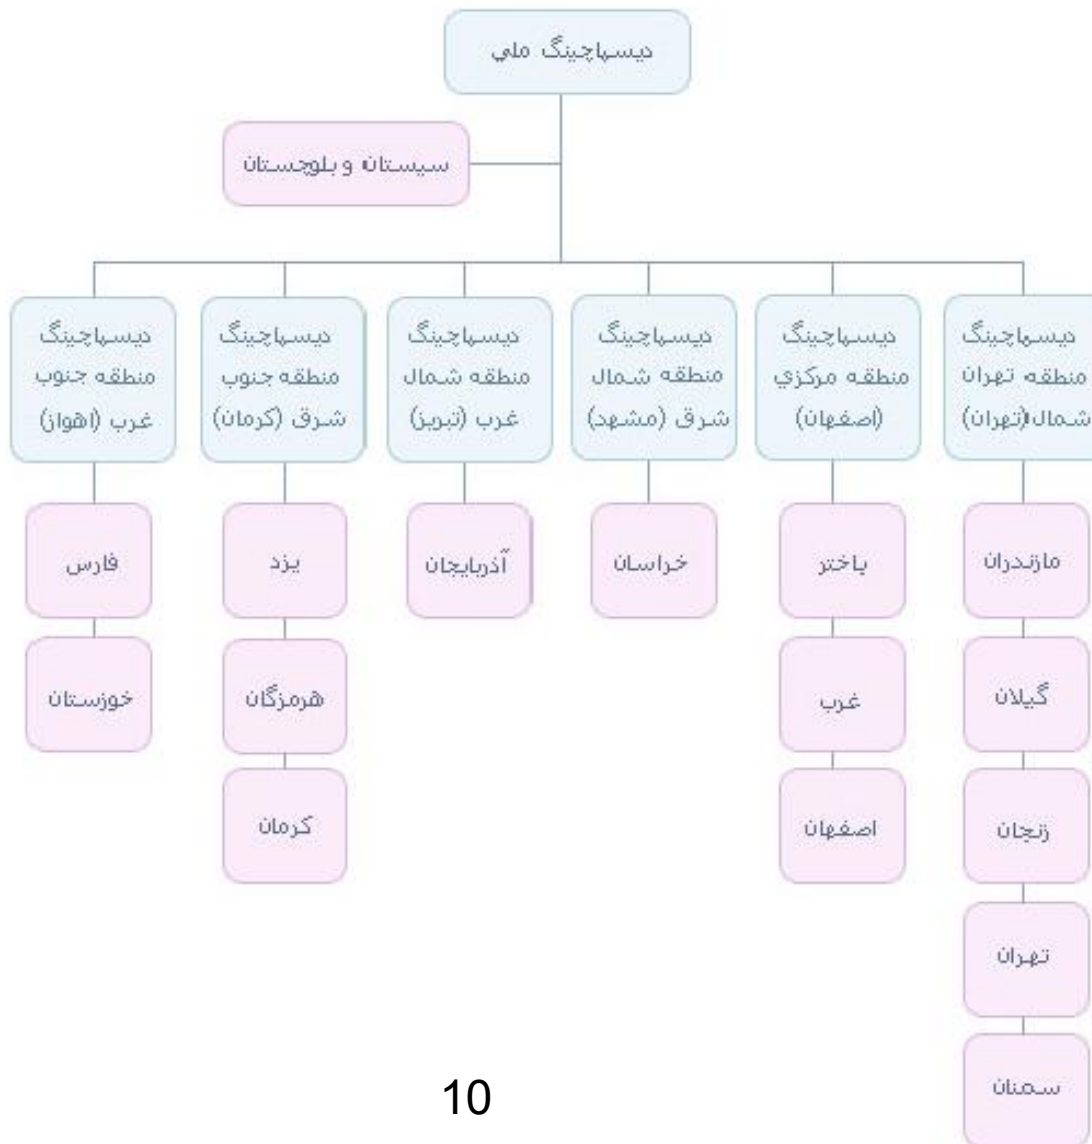 ديسپاچينگ ملي
سيستان و بلوچستان
ديسپاچينگ
منطقه تهران
شمال(تهران)
ديسپاچينگ
منطقه مركزي
(اصفهان)
ديسپاچينگ
منطقه شمال
شرق (مشهد)
ديسپاچينگ
منطقه شمال
غرب (تبريز)
ديسپاچينگ
منطقه جنوب
شرق (كرمان)
ديسپاچينگ
منطقه جنوب
غرب (اهواز)
مازندران
گيلان
زنجان
تهران
سمنان
باختر
غرب
اصفهان
خراسان
آذربايجان
يزد
هرمزگان
كرمان
فارس
خوزستان
10